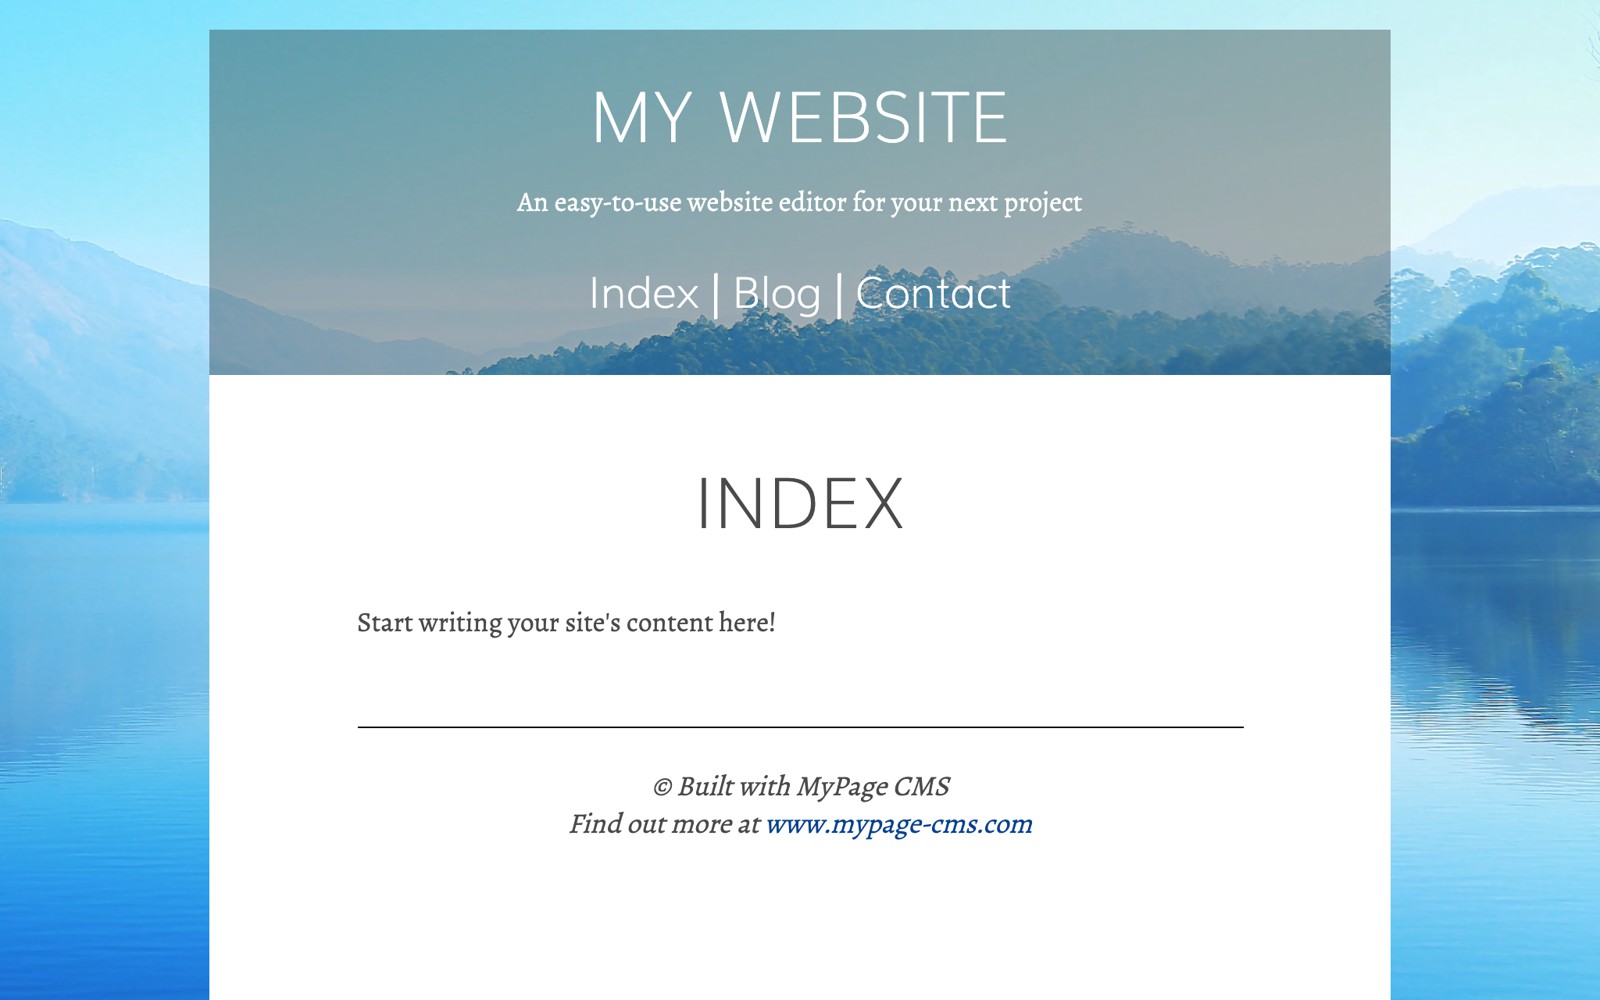 MY WEBSITE
An easy-to-use website editor for your next project
Index | Blog | Contact
INDEX
Start writing your site's content here!
© Built with MyPage CMS
Find out more at www.mypage-cms.com